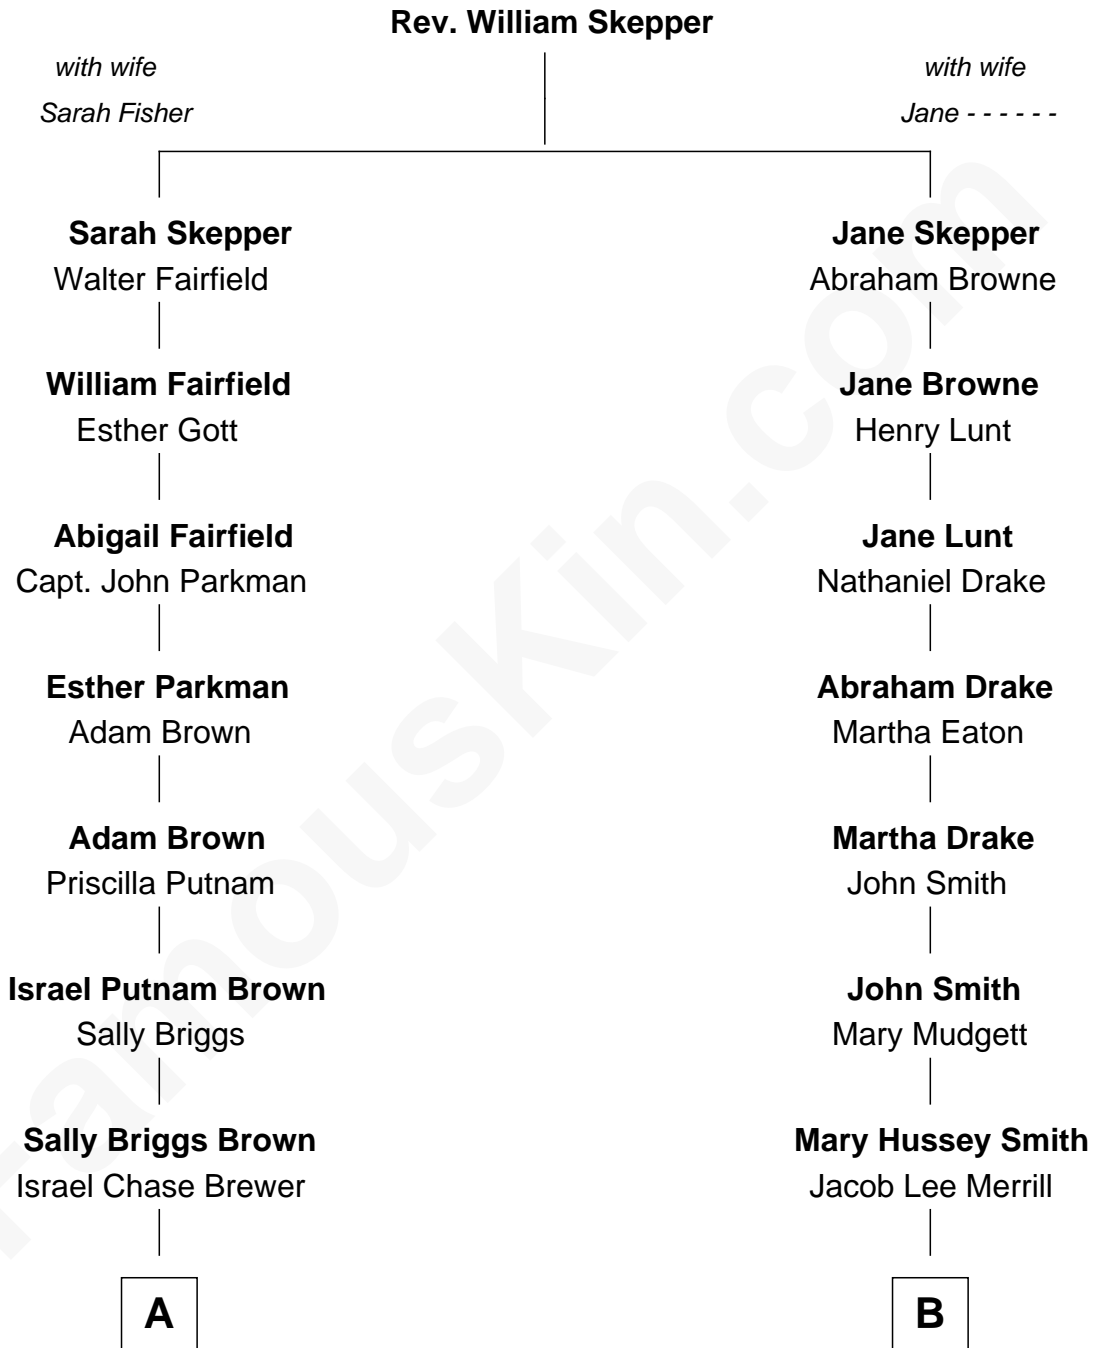 Rev. William Skepper
with wife
Sarah Fisher
with wife
Jane - - - - - -
Sarah Skepper
Walter Fairfield
Jane Skepper
Abraham Browne
William Fairfield
Esther Gott
Jane Browne
Henry Lunt
Abigail Fairfield
Capt. John Parkman
Jane Lunt
Nathaniel Drake
Esther Parkman
Adam Brown
Abraham Drake
Martha Eaton
Adam Brown
Priscilla Putnam
Martha Drake
John Smith
Israel Putnam Brown
Sally Briggs
John Smith
Mary Mudgett
Sally Briggs Brown
Israel Chase Brewer
Mary Hussey Smith
Jacob Lee Merrill
A
B
FamousKin.com